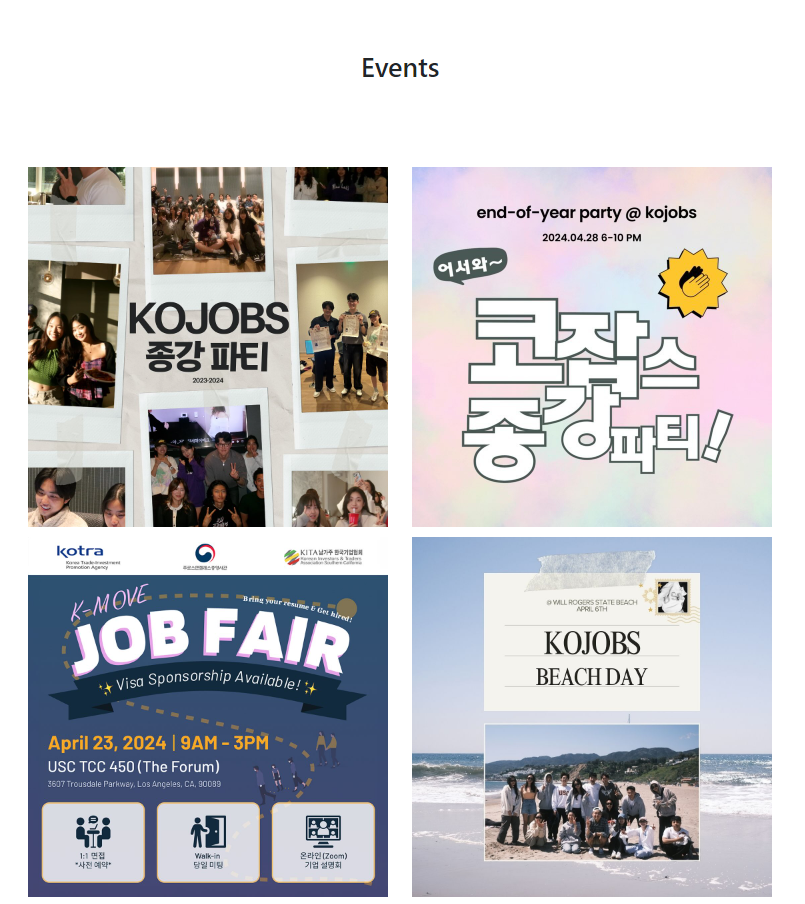 Events
KOJOBS
종강 파티
2023-2024
end-of-year party @ kojobs
2024.04.28 6-10 PM
어서와~
코잡스
종강파티!
kotra
Korea Trade-Investment
Promotion Agency
주로스앤젤레스총영사관
KITA 남가주 한국기업협회
Korean Investors & Traders
Association Southern California
K-MOVE
Bring your resume & Get hired!
JOB FAIR
Visa Sponsorship Available!
April 23, 2024 | 9AM - 3PM
USC TCC 450 (The Forum)
3607 Trousdale Parkway, Los Angeles, CA, 90089
1:1 면접
*사전 예약*
Walk-in
당일 미팅
온라인(Zoom)
기업 설명회
@ WILL ROGERS STATE BEACH
APRIL 6TH
KOJOBS
BEACH DAY